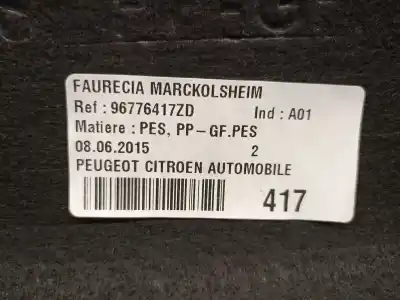 FAURECIA MARCKOLSHEIM
Ref : 96776417ZD Ind : A01
Matiere : PES, PP-GF.PES
08.06.2015 2
PEUGEOT CITROEN AUTOMOBILE
417